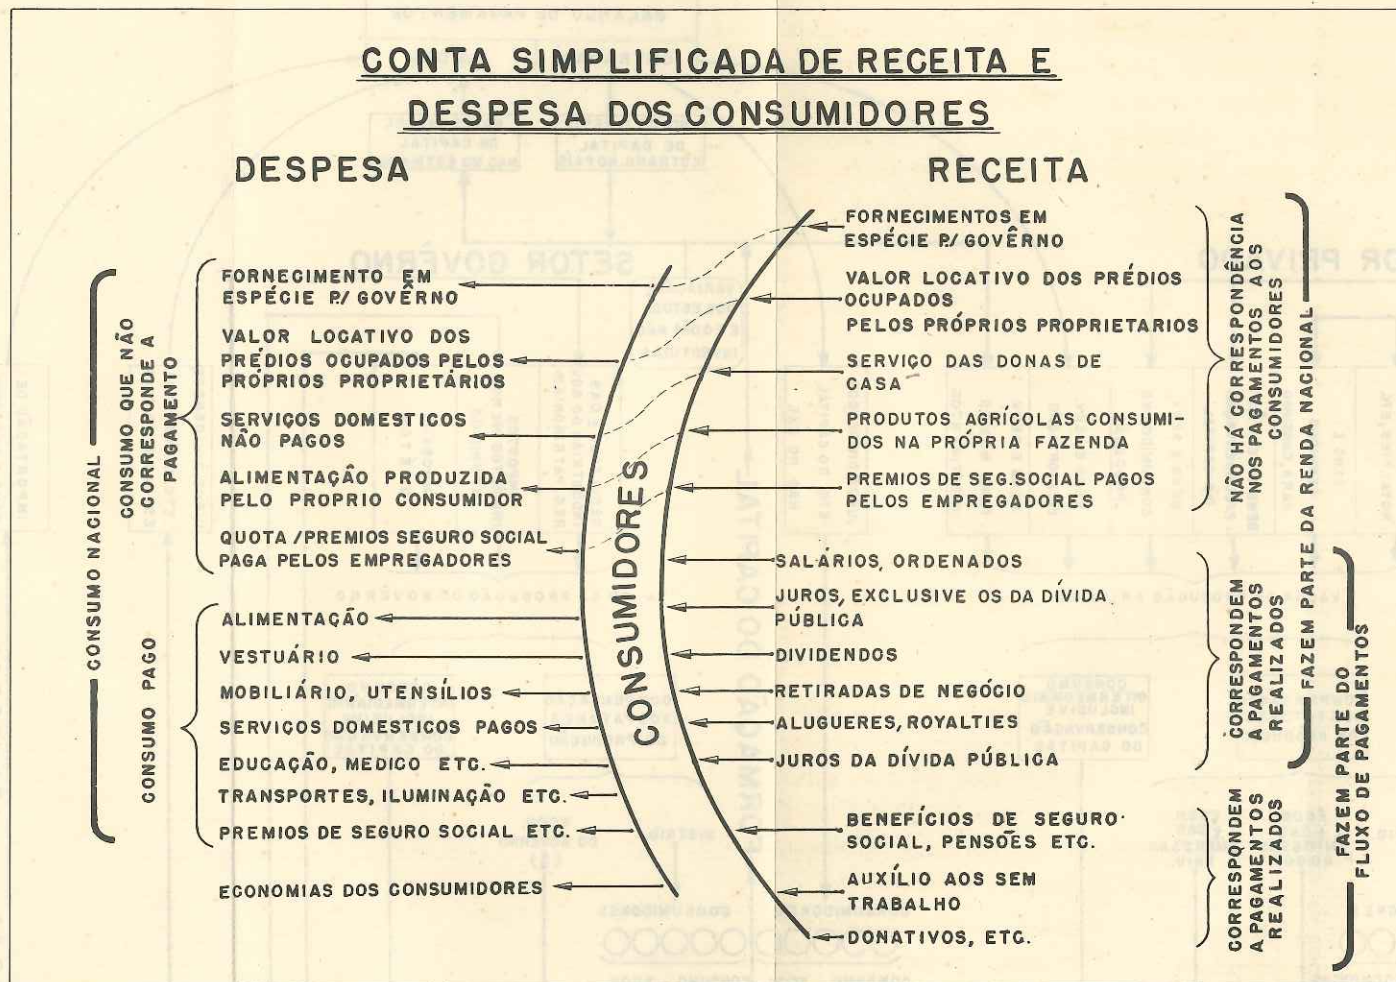 CONTA SIMPLIFICADA DE RECEITA E
DESPESA DOS CONSUMIDORES
DESPESA
CONSUMO NACIONAL
CONSUMO QUE NÃO
CORRESPONDE A
PAGAMENTO
FORNECIMENTO EM
ESPÉCIE P/ GOVÊRNO
VALOR LOCATIVO DOS
PRÉDIOS OCUPADOS PELOS
PRÓPRIOS PROPRIETÁRIOS
SERVIÇOS DOMESTICOS
NÃO PAGOS
ALIMENTAÇÃO PRODUZIDA
PELO PROPRIO CONSUMIDOR
QUOTA /PREMIOS SEGURO SOCIAL
PAGA PELOS EMPREGADORES
CONSUMO PAGO
ALIMENTAÇÃO
VESTUÁRIO
MOBILIÁRIO, UTENSÍLIOS
SERVIÇOS DOMESTICOS PAGOS
EDUCAÇÃO, MEDICO ETC.
TRANSPORTES, ILUMINAÇÃO ETC.
PREMIOS DE SEGURO SOCIAL ETC.
ECONOMIAS DOS CONSUMIDORES
CONSUMIDORES
RECEITA
FORNECIMENTOS EM
ESPÉCIE P/ GOVÊRNO
VALOR LOCATIVO DOS PRÉDIOS
OCUPADOS
PELOS PRÓPRIOS PROPRIETARIOS
SERVIÇO DAS DONAS DE
CASA
PRODUTOS AGRÍCOLAS CONSUMI-
DOS NA PRÓPRIA FAZENDA
PREMIOS DE SEG. SOCIAL PAGOS
PELOS EMPREGADORES
SALÁRIOS, ORDENADOS
JUROS, EXCLUSIVE OS DA DÍVIDA
PÚBLICA
DIVIDENDOS
RETIRADAS DE NEGÓCIO
ALUGUERES, ROYALTIES
JUROS DA DÍVIDA PÚBLICA
BENEFÍCIOS DE SEGURO
SOCIAL, PENSÕES ETC.
AUXÍLIO AOS SEM
TRABALHO
DONATIVOS, ETC.
NÃO HÁ CORRESPONDÊNCIA
NOS PAGAMENTOS AOS
CONSUMIDORES
CORRESPONDEM
A PAGAMENTOS
REALIZADOS
CORRESPONDEM
A PAGAMENTOS
REALIZADOS
FAZEM PARTE DA RENDA NACIONAL
FAZEM PARTE DO
FLUXO DE PAGAMENTOS